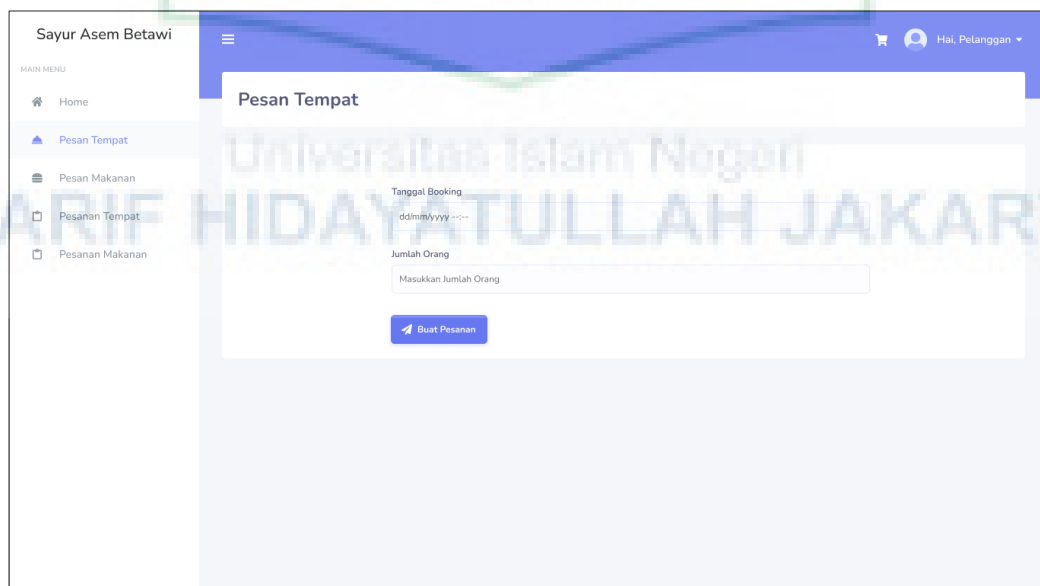 Sayur Asem Betawi
Hai, Pelanggan
MAIN MENU
Home
Pesan Tempat
Pesan Makanan
Pesanan Tempat
Pesanan Makanan
Pesan Tempat
Universitas Islam Negeri
ARIF HIDAYATULLAH JAKAR
Tanggal Booking
dd/mm/yyyy --:--
Jumlah Orang
Masukkan Jumlah Orang
Buat Pesanan